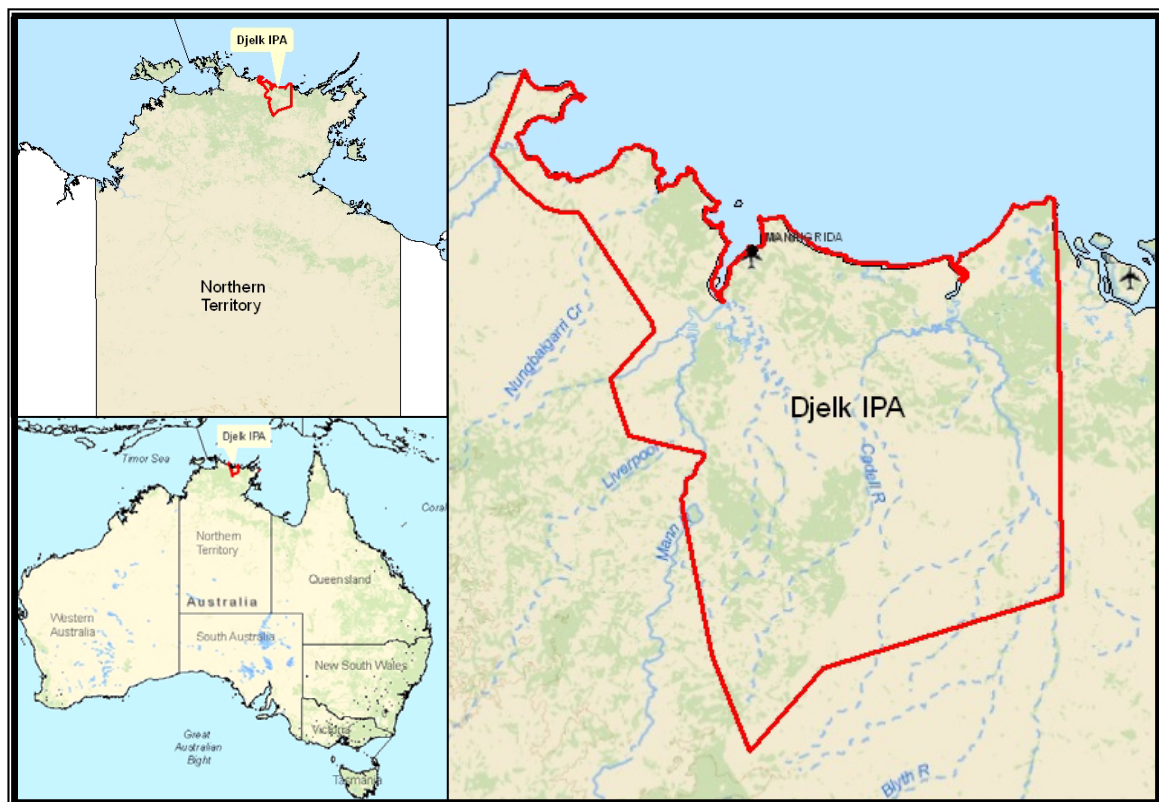 Djelk IPA
Northern
Territory
Djelk IPA
Timor Sea
Coral
Northern
Territory
Queensland
Australia
Western
Australia
South Australia
New South Wales
Victoria
Great
Australian
Bight
Tasmania
Nungbalgarri Cr
Djelk IPA
Liverpool
Cadell R
Mann
Blyth R